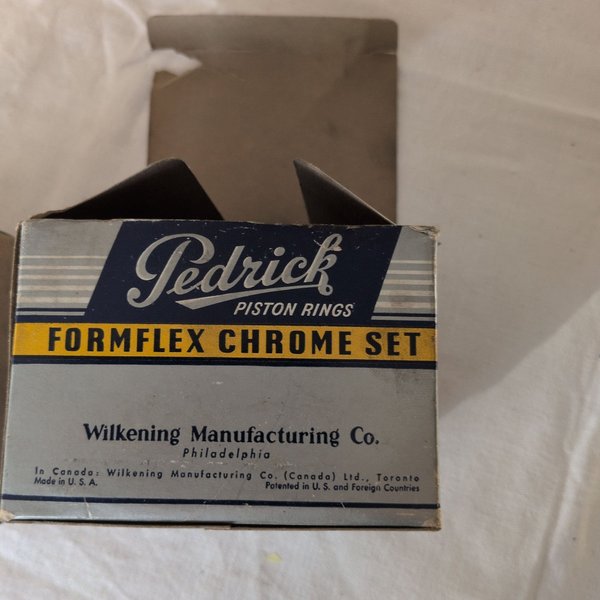 Pedrick
PISTON RINGS
FORMFLEX CHROME SET
Wilkening Manufacturing Co.
Philadelphia
In Canada: Wilkening Manufacturing Co. (Canada) Ltd., Toronto
Made in U. S. A. Patented in U. S. and Foreign Countries